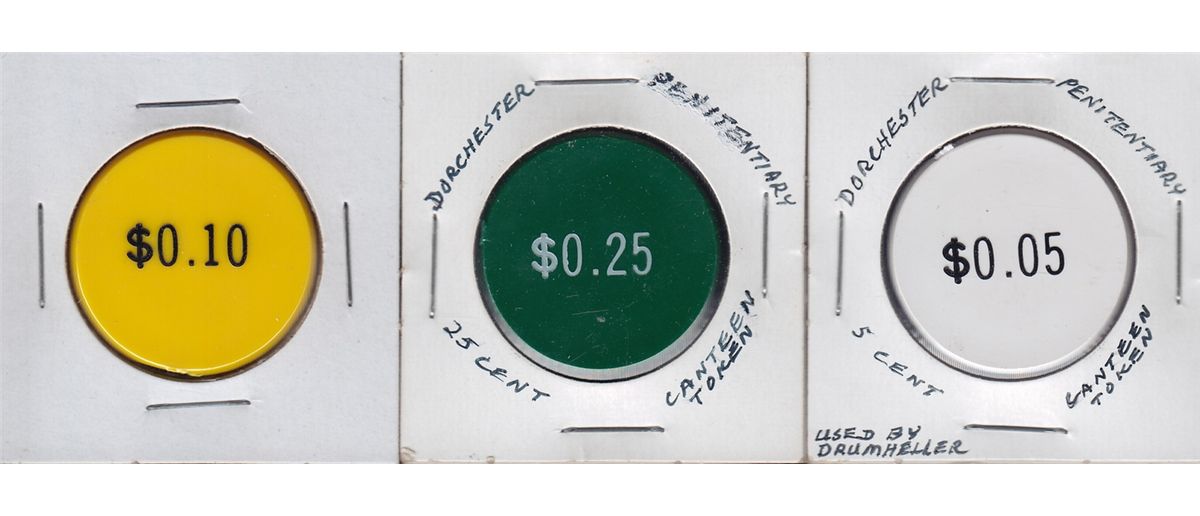 $0.10
DORCHESTER PENITENTIARY
$0.25
25 CENT CANTEEN TOKEN
DORCHESTER PENITENTIARY
$0.05
5 CENT CANTEEN TOKEN
USED BY
DRUMHELLER